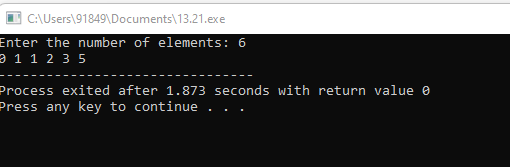 C:\Users\91849\Documents\13.21.exe
Enter the number of elements: 6
0 1 1 2 3 5
--------------------------------
Process exited after 1.873 seconds with return value 0
Press any key to continue . . .